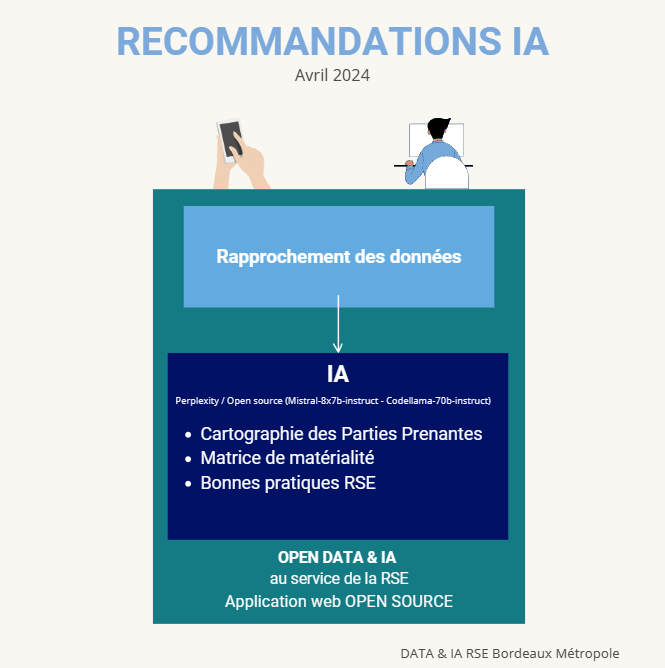 RECOMMANDATIONS IA
Avril 2024
Rapprochement des données
IA
Perplexity / Open source (Mistral-8x7b-instruct - Codellama-70b-instruct)
• Cartographie des Parties Prenantes
• Matrice de matérialité
• Bonnes pratiques RSE
OPEN DATA & IA
au service de la RSE
Application web OPEN SOURCE
DATA & IA RSE Bordeaux Métropole